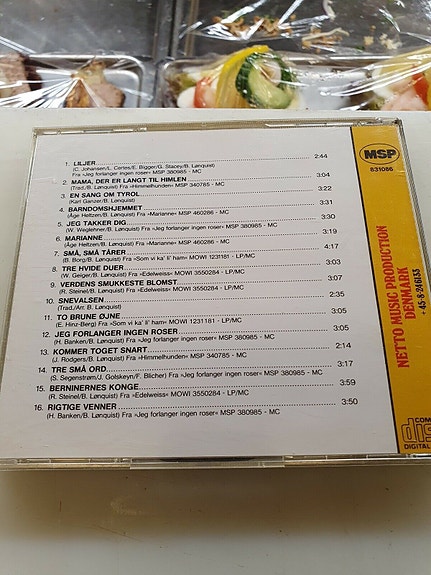 1. LILJER 2:44
(C. Johansen/L. Certes/E. Bigger/G. Stacey/B. Lønquist)
Fra »Jeg forlanger ingen roser« MSP 380985 - MC
2. MAMA, DER ER LANGT TIL HIMLEN 3:04
(Trad./B. Lønquist) Fra »Himmelhunden« MSP 340785 - MC
3. EN SANG OM TYROL 3:22
(Karl Ganzer/B. Lønquist)
4. BARNDOMSHJEMMET 3:31
(Åge Heltzen/B. Lønquist) Fra »Marianne« MSP 460286 - MC
5. JEG TAKKER DIG 3:30
(W. Weglehner/B. Lønquist) Fra »Jeg forlanger ingen roser« MSP 380985 - MC
6. MARIANNE 3:19
(Åge Heltzen/B. Lønquist) Fra »Marianne« MSP 460286 - MC
7. SMÅ, SMÅ TÅRER 4:17
(B. Borg/B. Lønquist) Fra »Som vi ka' li' ham« MOWI 1231181 - LP/MC
8. TRE HVIDE DUER 3:03
(W. Geiger/B. Lønquist) Fra »Edelweiss« MOWI 3550284 - LP/MC
9. VERDENS SMUKKESTE BLOMST 3:07
(R. Steinel/B. Lønquist) Fra »Edelweiss« MOWI 3550284 - LP/MC
10. SNEVALSEN 2:35
(Trad/Arr. B. Lønquist)
11. TO BRUNE ØJNE 3:05
(E. Hinz-Berg) Fra »Som vi ka' li' ham« MOWI 1231181 - LP/MC
12. JEG FORLANGER INGEN ROSER 3:05
(H. Banken/B. Lønquist) Fra »Jeg forlanger ingen roser« MSP 380985 - MC
13. KOMMER TOGET SNART 2:14
(J. Rodgers/B. Lønquist) Fra »Himmelhunden« MSP 340785 - MC
14. TRE SMÅ ORD 3:17
(S. Segenstrøm/J. Golskeyn/F. Blicher) Fra »Jeg forlanger ingen roser« MSP 380985 - MC
15. BERNINERNES KONGE 3:59
(R. Steinel/B. Lønquist) Fra »Edelweiss« MOWI 3550284 - LP/MC
16. RIGTIGE VENNER 3:50
(H. Banken/B. Lønquist) Fra »Jeg forlanger ingen roser« MSP 380985 - MC
MSP
831086
NETTO MUSIC PRODUCTION
DENMARK
+ 45-8-246133